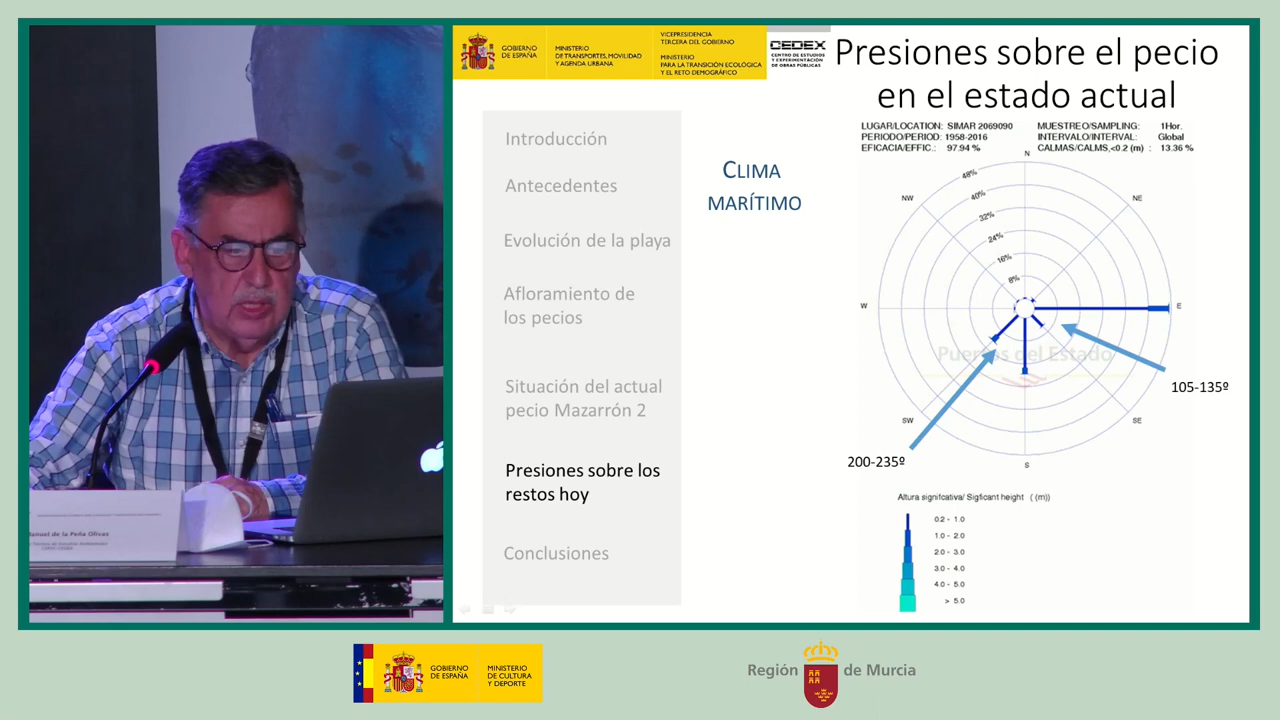 GOBIERNO
DE ESPAÑA
MINISTERIO
DE TRANSPORTES, MOVILIDAD
Y AGENDA URBANA
VICEPRESIDENCIA
TERCERA DEL GOBIERNO
MINISTERIO
PARA LA TRANSICIÓN ECOLÓGICA
Y EL RETO DEMOGRÁFICO
CEDEX
CENTRO DE ESTUDIOS
Y EXPERIMENTACIÓN
DE OBRAS PÚBLICAS
Presiones sobre el pecio
en el estado actual
Introducción
Antecedentes
Evolución de la playa
Afloramiento de
los pecios
Situación del actual
pecio Mazarrón 2
Presiones sobre los
restos hoy
Conclusiones
CLIMA
MARÍTIMO
LUGAR/LOCATION: SIMAR 2069090 MUESTREO/SAMPLING: 1Hor.
PERIODO/PERIOD: 1958-2016 INTERVALO/INTERVAL: Global
EFICACIA/EFFIC.: 97.94 % CALMAS/CALMS,<0.2 (m) : 13.36 %
N
NW
NE
48%
40%
32%
24%
16%
8%
W
E
Puertos del Estado
105-135º
SW
SE
200-235º
S
Altura signifcativa/ Sigficant height ( (m))
0.2 - 1.0
1.0 - 2.0
2.0 - 3.0
3.0 - 4.0
4.0 - 5.0
> 5.0
anuel de la Peña Olivas
GOBIERNO
DE ESPAÑA
MINISTERIO
DE CULTURA
Y DEPORTE
Región de Murcia